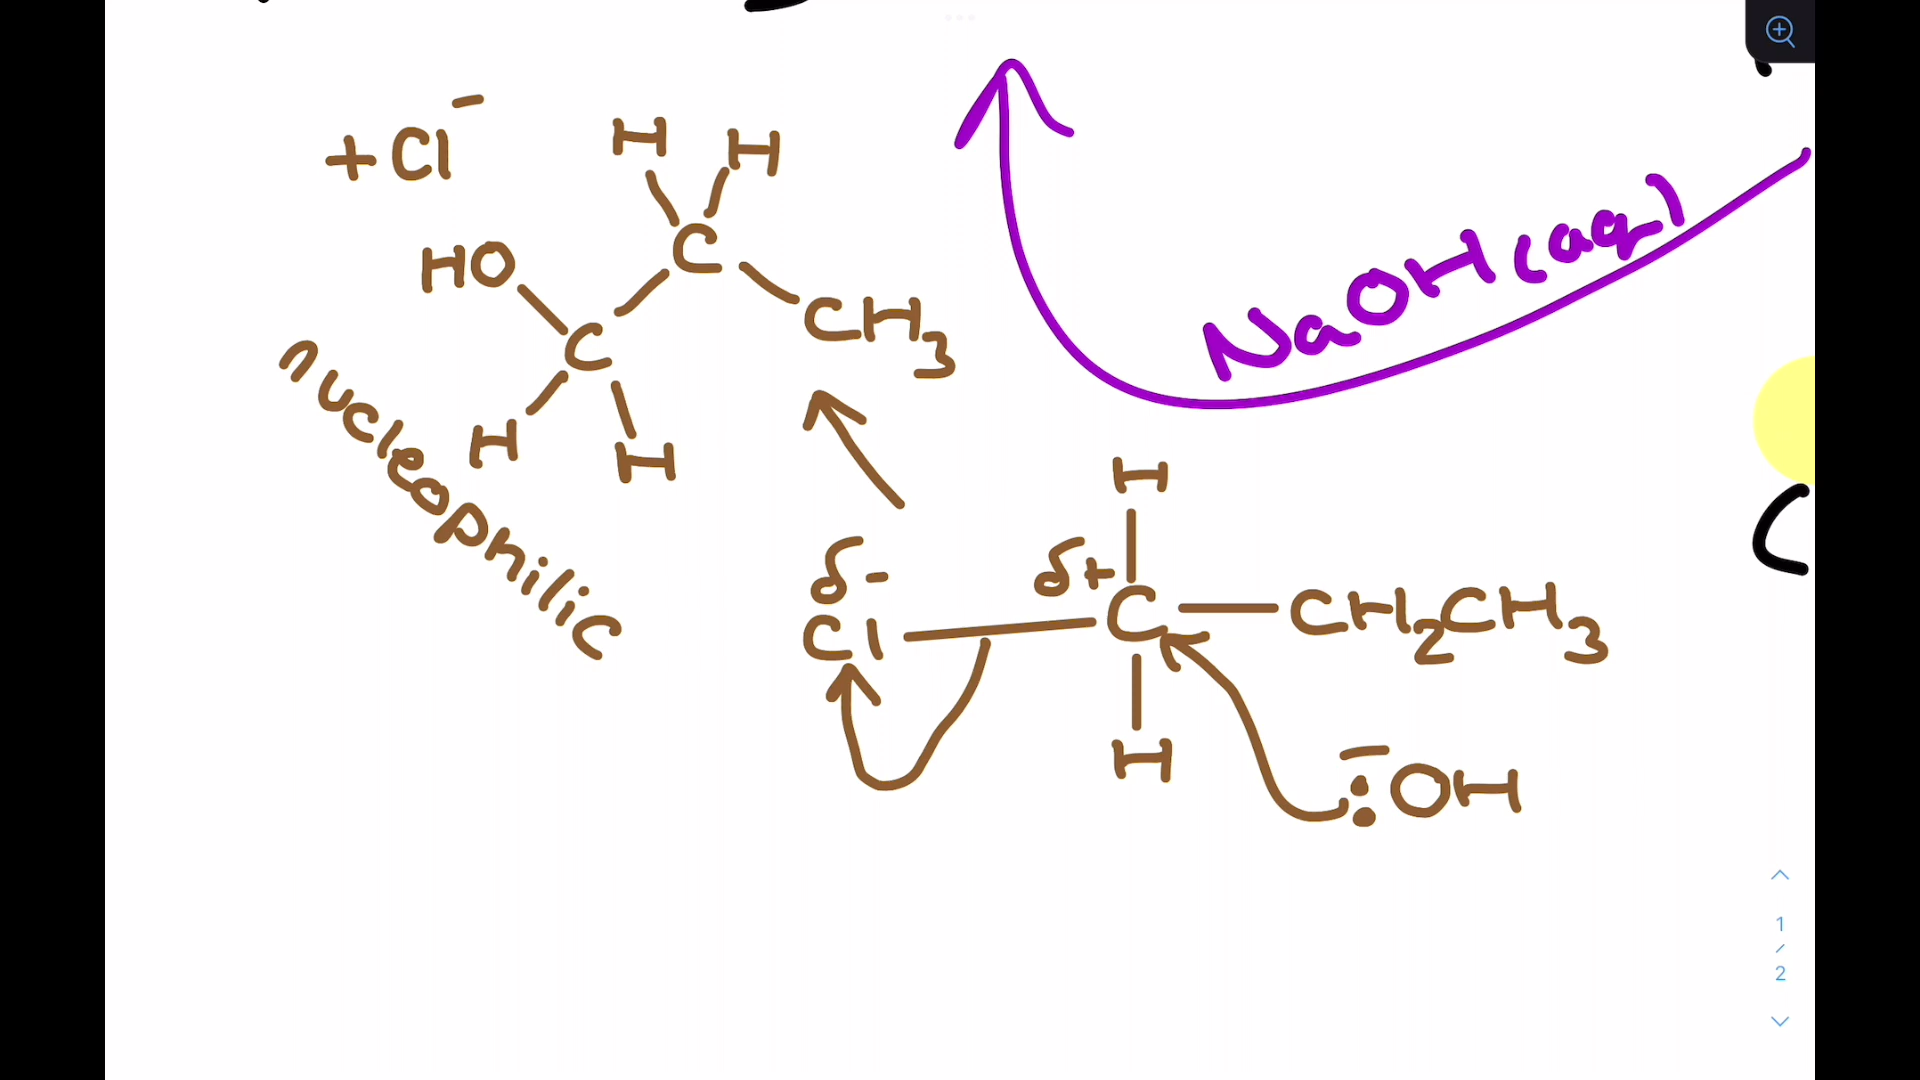 + Cl⁻
H H
C
HO
C
CH₃
H
H
NaOH(aq)
nucleophilic
H
δ- δ+
Cl — C — CH₂CH₃
H
⁻:OH
1
/
2